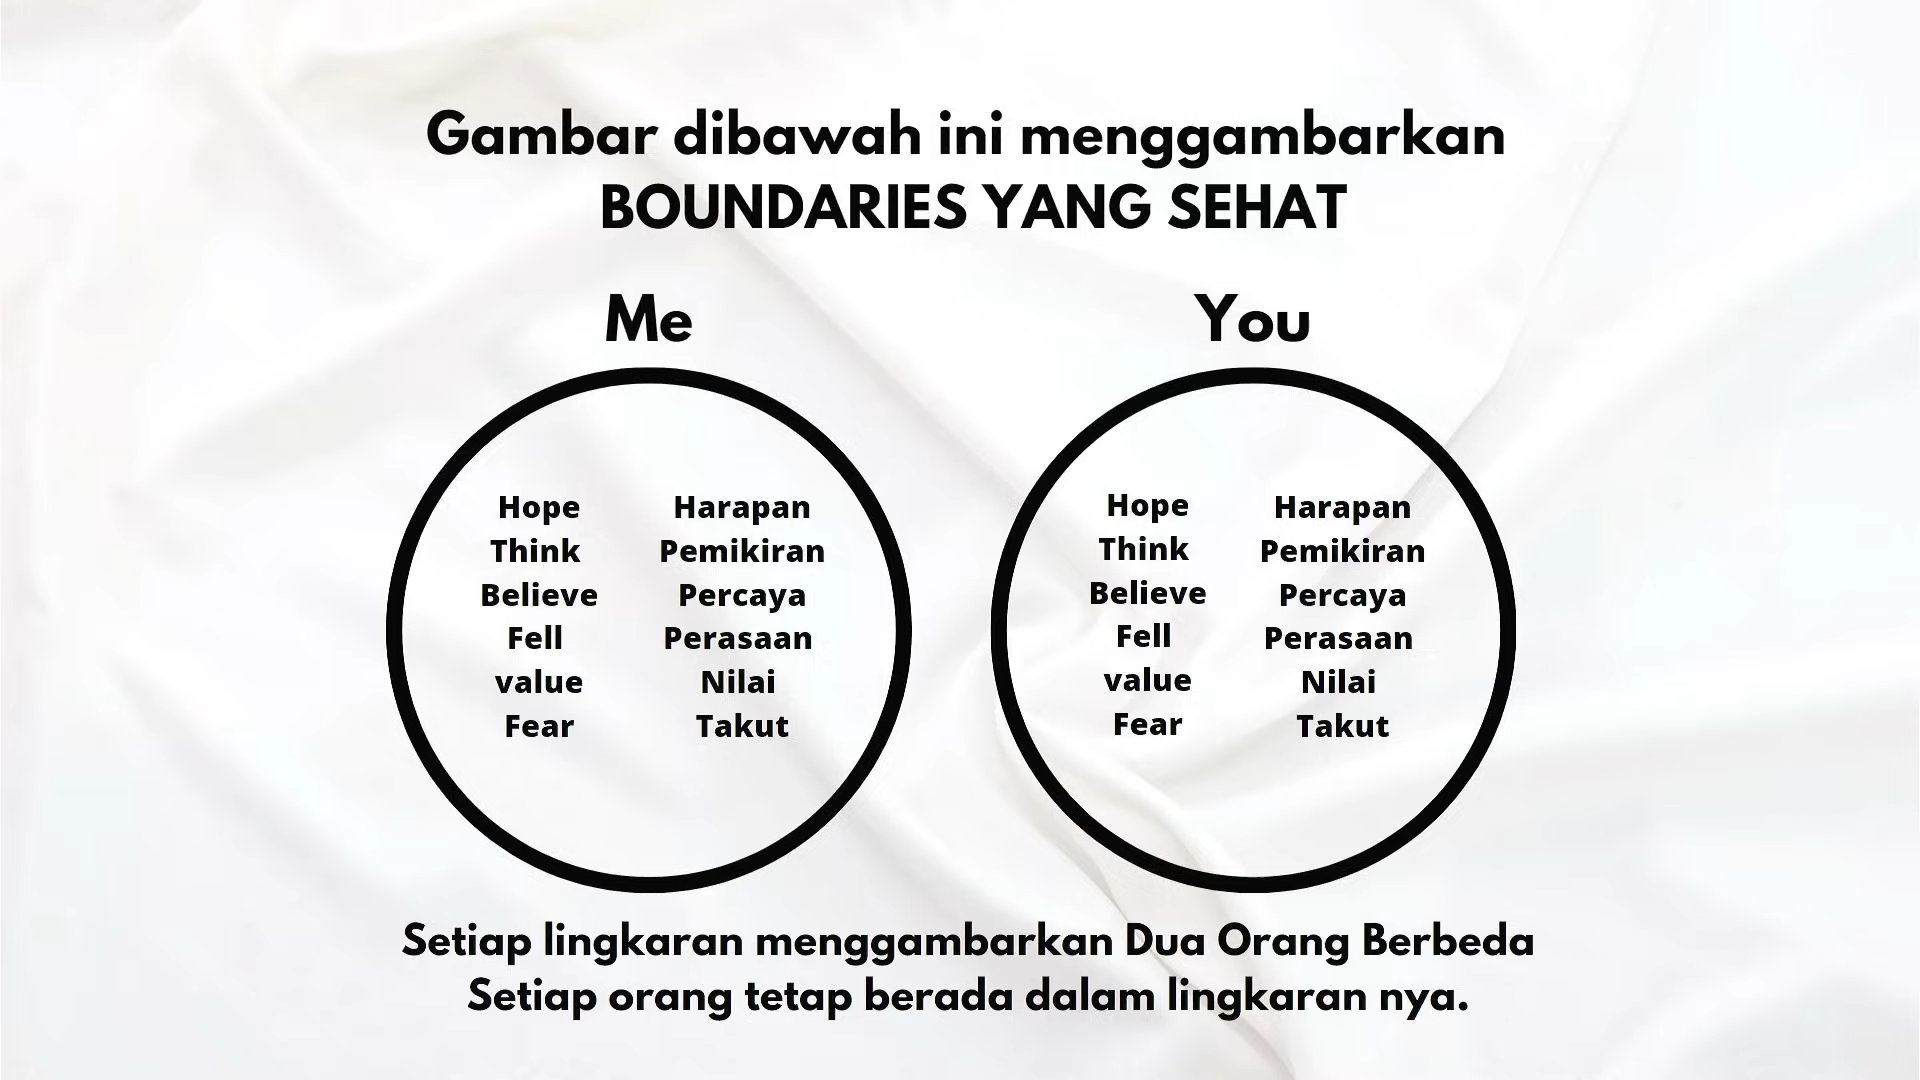 Gambar dibawah ini menggambarkan
BOUNDARIES YANG SEHAT
Me
Hope Harapan
Think Pemikiran
Believe Percaya
Fell Perasaan
value Nilai
Fear Takut
You
Hope Harapan
Think Pemikiran
Believe Percaya
Fell Perasaan
value Nilai
Fear Takut
Setiap lingkaran menggambarkan Dua Orang Berbeda
Setiap orang tetap berada dalam lingkaran nya.